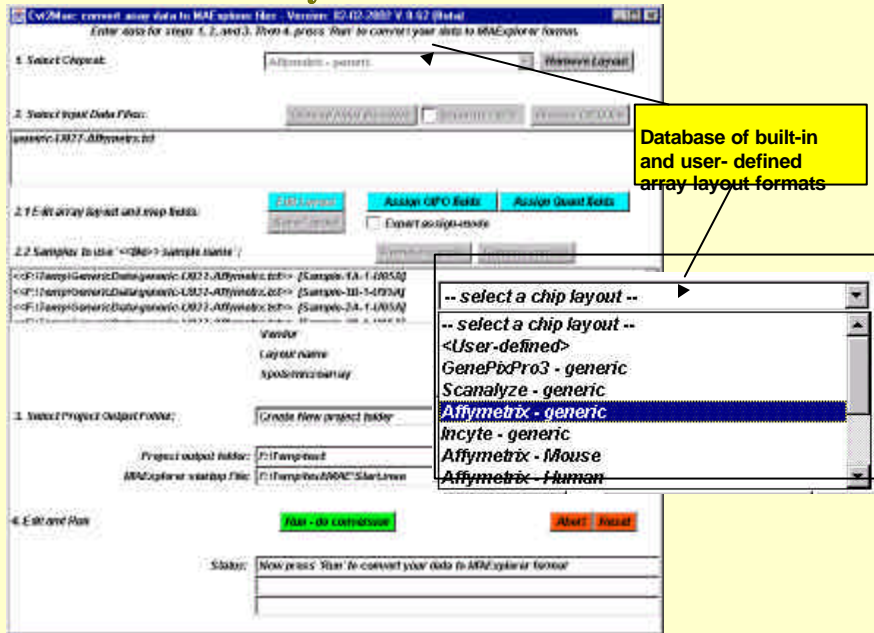 Cvt2Mae: convert array data to MAExplorer files - Version: 02-02-2002 V.0.62 (Beta)
Enter data for steps 1, 2, and 3. Then 4. press 'Run' to convert your data to MAExplorer format.
1. Select Chipset:
Affymetrix - generic
Remove Layout
2. Select Input Data Files:
generic-U027-Affymetrix.txt
Database of built-in
and user- defined
array layout formats
Edit Layout
Assign GIPO fields
Assign Quant fields
2.1 Edit array layout and map fields:
Expert assign-mode
2.2 Samples to use '<<file>> sample name':
Vendor
Layout name
Spots/microarray
-- select a chip layout --
-- select a chip layout --
<User-defined>
GenePixPro3 - generic
Scanalyze - generic
Affymetrix - generic
Incyte - generic
Affymetrix - Mouse
Affymetrix - Human
3. Select Project Output Folder:
Create New project folder
Project output folder:
MAExplorer startup file:
4. Edit and Run
Run - do conversion
Abort
Reset
Status:
Now press 'Run' to convert your data to MAExplorer format